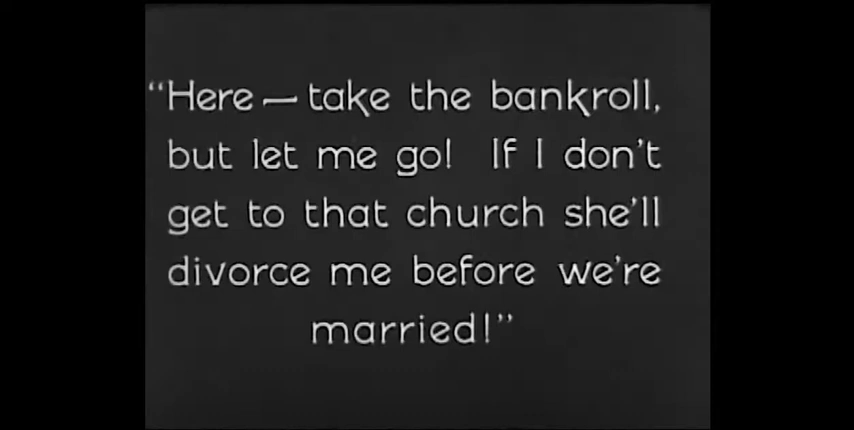 “Here — take the bankroll,
but let me go! If I don't
get to that church she'll
divorce me before we're
married!”